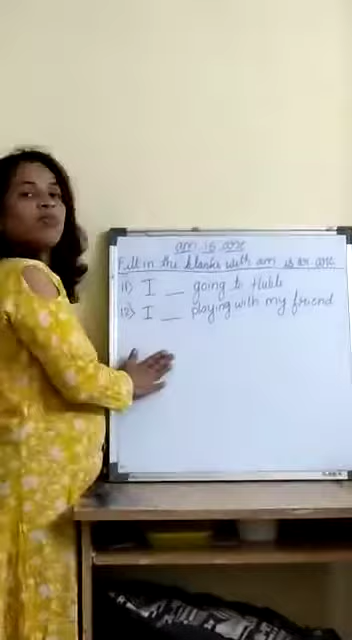 am is are
Fill in the blanks with am is or are
11) I __ going to Hubli
12) I __ playing with my friend